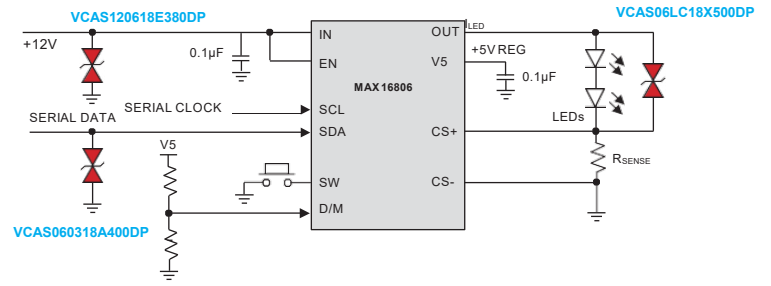 VCAS120618E380DP
VCAS06LC18X500DP
+12V
0.1µF
IN
OUT
ILED
EN
V5
+5V REG
0.1µF
MAX16806
SERIAL CLOCK
SCL
SERIAL DATA
SDA
CS+
LEDs
V5
RSENSE
SW
CS-
D/M
VCAS060318A400DP